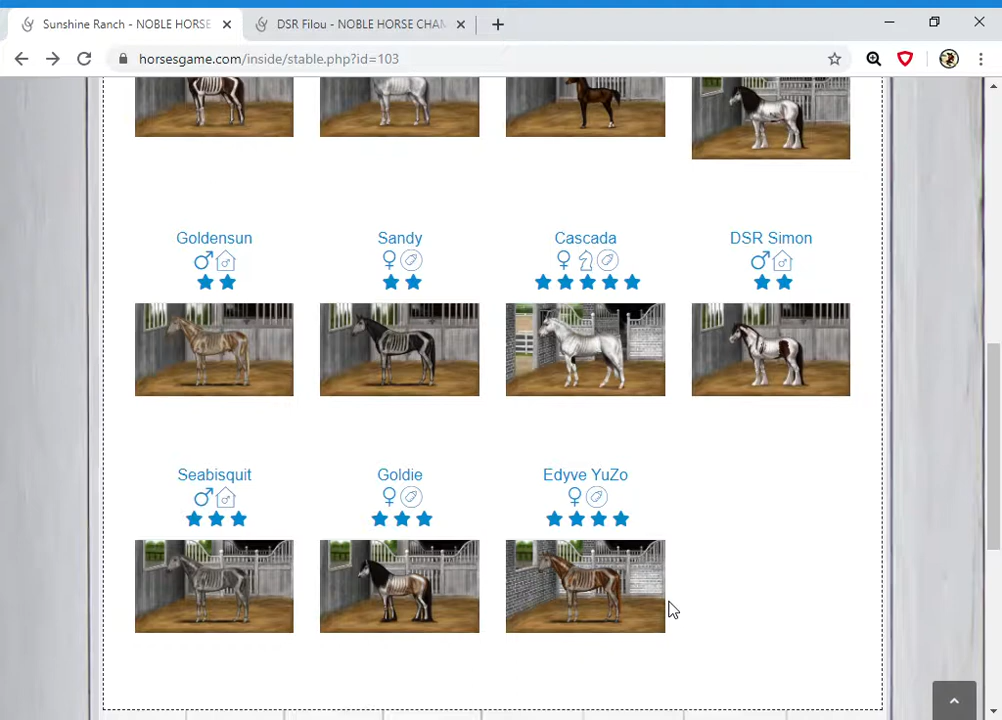 Sunshine Ranch - NOBLE HORSE
DSR Filou - NOBLE HORSE CHAM
horsesgame.com/inside/stable.php?id=103
Goldensun
Sandy
Cascada
DSR Simon
Seabisquit
Goldie
Edyve YuZo